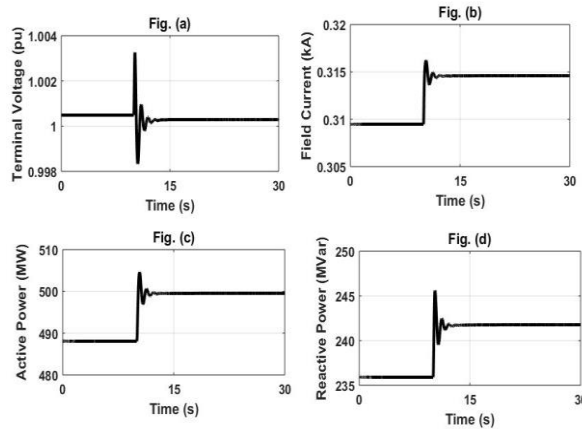 Fig. (a)
Terminal Voltage (pu)
1.004
1.002
1
0.998
0
15
30
Time (s)
Fig. (b)
Field Current (kA)
0.32
0.315
0.31
0.305
0
15
30
Time (s)
Fig. (c)
Active Power (MW)
510
500
490
480
0
15
30
Time (s)
Fig. (d)
Reactive Power (MVar)
250
245
240
235
0
15
30
Time (s)